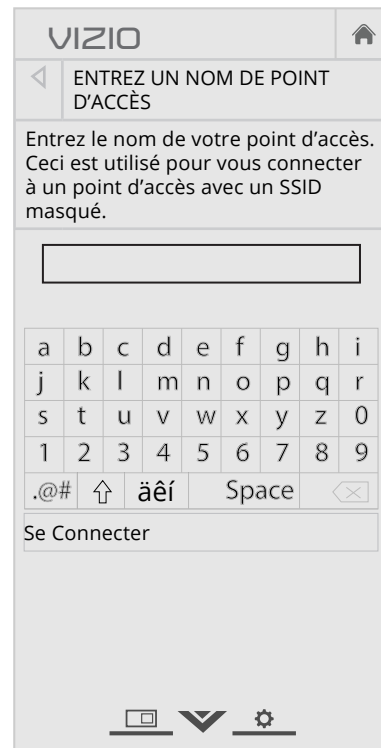 VIZIO
ENTREZ UN NOM DE POINT
D'ACCÈS
Entrez le nom de votre point d'accès.
Ceci est utilisé pour vous connecter
à un point d'accès avec un SSID
masqué.
a b c d e f g h i
j k l m n o p q r
s t u v w x y z 0
1 2 3 4 5 6 7 8 9
.@# äêí Space
Se Connecter